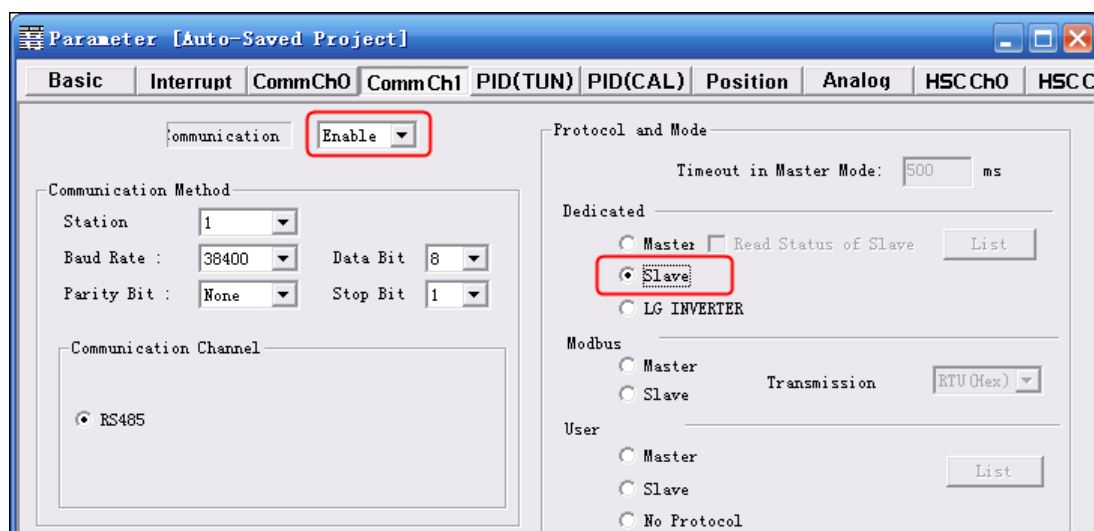 Parameter [Auto-Saved Project]
Basic Interrupt CommCh0 CommCh1 PID(TUN) PID(CAL) Position Analog HSC Ch0 HSC C
ommunication Enable
Communication Method
Station 1
Baud Rate : 38400 Data Bit 8
Parity Bit : None Stop Bit 1
Communication Channel
RS485
Protocol and Mode
Timeout in Master Mode: 500 ms
Dedicated
Master Read Status of Slave List
Slave
LG INVERTER
Modbus
Master
Transmission RTU(Hex)
Slave
User
Master
List
Slave
No Protocol